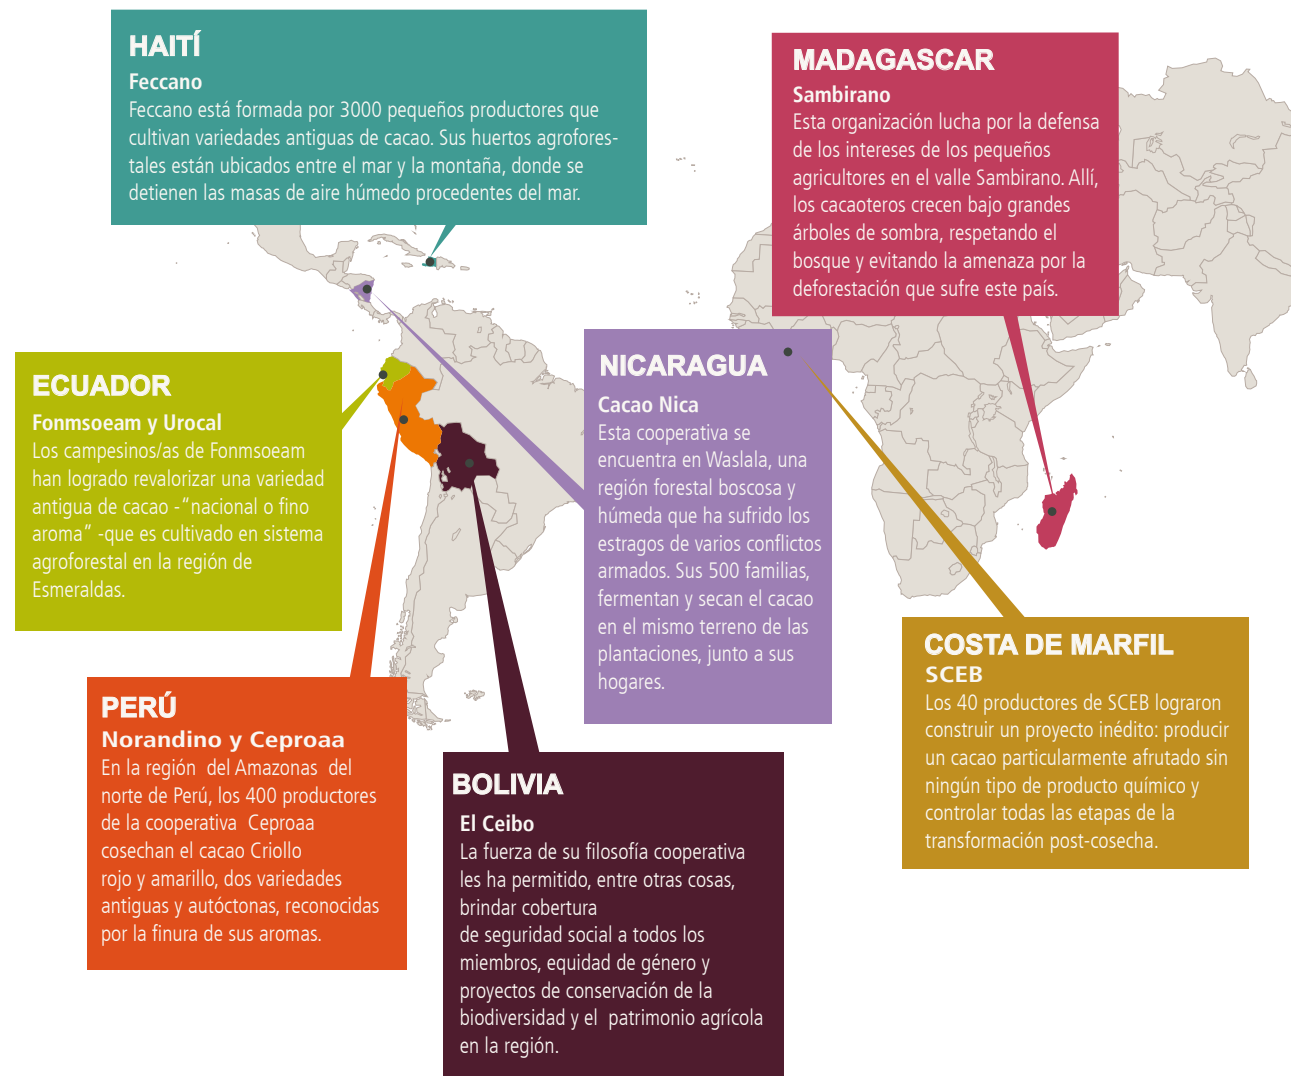 HAITÍ
Feccano
Feccano está formada por 3000 pequeños productores que
cultivan variedades antiguas de cacao. Sus huertos agrofores-
tales están ubicados entre el mar y la montaña, donde se
detienen las masas de aire húmedo procedentes del mar.
MADAGASCAR
Sambirano
Esta organización lucha por la defensa
de los intereses de los pequeños
agricultores en el valle Sambirano. Allí,
los cacaoteros crecen bajo grandes
árboles de sombra, respetando el
bosque y evitando la amenaza por la
deforestación que sufre este país.
ECUADOR
Fonmsoeam y Urocal
Los campesinos/as de Fonmsoeam
han logrado revalorizar una variedad
antigua de cacao -“nacional o fino
aroma” -que es cultivado en sistema
agroforestal en la región de
Esmeraldas.
NICARAGUA
Cacao Nica
Esta cooperativa se
encuentra en Waslala, una
región forestal boscosa y
húmeda que ha sufrido los
estragos de varios conflictos
armados. Sus 500 familias,
fermentan y secan el cacao
en el mismo terreno de las
plantaciones, junto a sus
hogares.
COSTA DE MARFIL
SCEB
Los 40 productores de SCEB lograron
construir un proyecto inédito: producir
un cacao particularmente afrutado sin
ningún tipo de producto químico y
controlar todas las etapas de la
transformación post-cosecha.
PERÚ
Norandino y Ceproaa
En la región  del Amazonas  del
norte de Perú, los 400 productores
de la cooperativa  Ceproaa
cosechan el cacao Criollo
rojo y amarillo, dos variedades
antiguas y autóctonas, reconocidas
por la finura de sus aromas.
BOLIVIA
El Ceibo
La fuerza de su filosofía cooperativa
les ha permitido, entre otras cosas,
brindar cobertura
de seguridad social a todos los
miembros, equidad de género y
proyectos de conservación de la
biodiversidad y el  patrimonio agrícola
en la región.